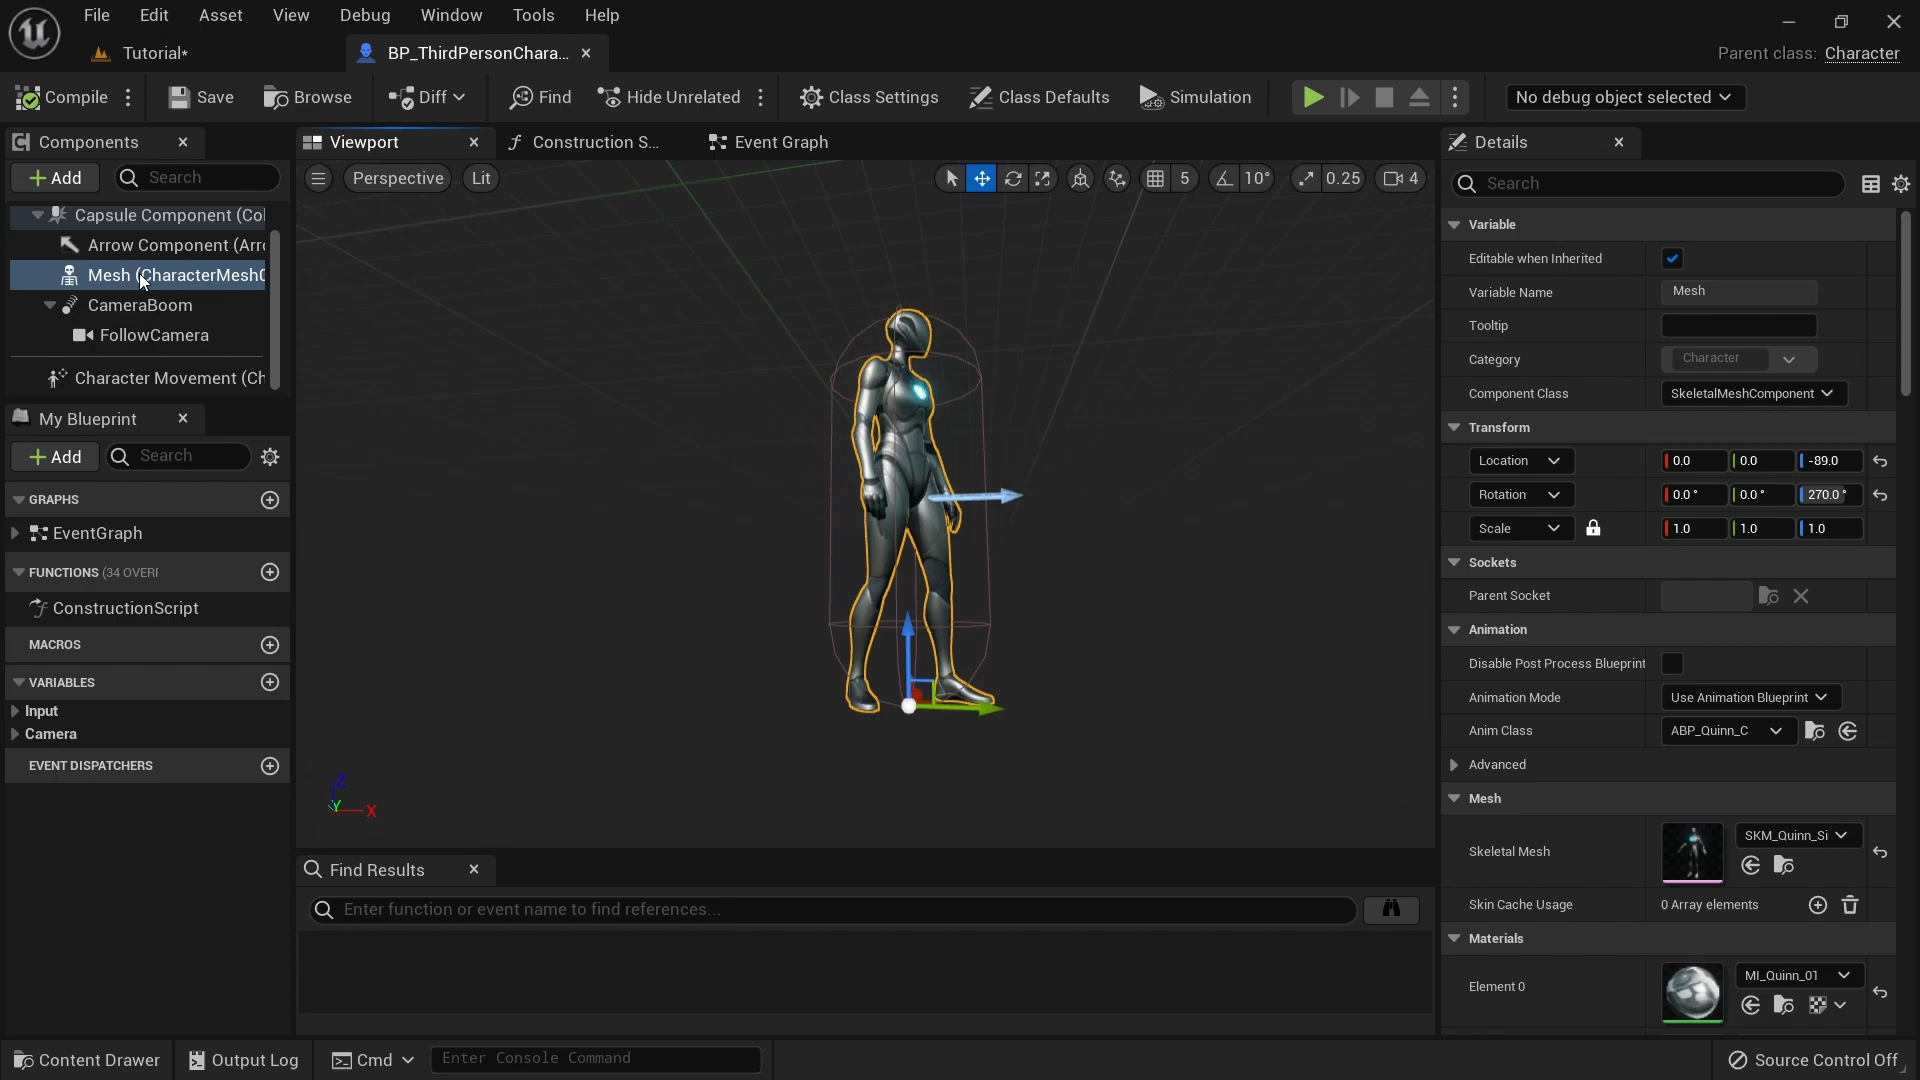 File Edit Asset View Debug Window Tools Help
Tutorial*
BP_ThirdPersonChara...
Parent class: Character
Compile
Save
Browse
Diff
Find
Hide Unrelated
Class Settings
Class Defaults
Simulation
No debug object selected
Components
Add
Search
Capsule Component (Col
Arrow Component (Arro
Mesh (CharacterMesh0
CameraBoom
FollowCamera
Character Movement (Ch
My Blueprint
Add
Search
GRAPHS
EventGraph
FUNCTIONS (34 OVERI
ConstructionScript
MACROS
VARIABLES
Input
Camera
EVENT DISPATCHERS
Viewport
Construction S...
Event Graph
Perspective
Lit
5
10°
0.25
4
Z
Y
X
Find Results
Enter function or event name to find references...
Details
Search
Variable
Editable when Inherited
Variable Name Mesh
Tooltip
Category Character
Component Class SkeletalMeshComponent
Transform
Location 0.0 0.0 -89.0
Rotation 0.0 ° 0.0 ° 270.0 °
Scale 1.0 1.0 1.0
Sockets
Parent Socket
Animation
Disable Post Process Blueprint
Animation Mode Use Animation Blueprint
Anim Class ABP_Quinn_C
Advanced
Mesh
Skeletal Mesh SKM_Quinn_Si
Skin Cache Usage 0 Array elements
Materials
Element 0 MI_Quinn_01
Content Drawer
Output Log
Cmd
Enter Console Command
Source Control Off